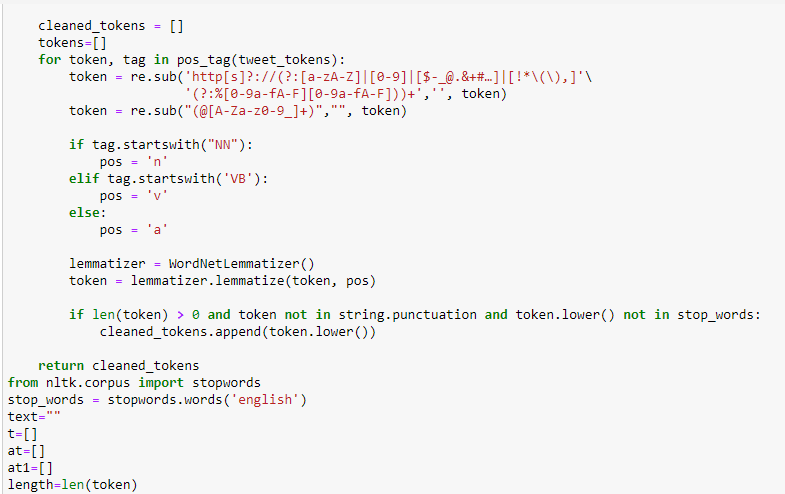 cleaned_tokens = []
    tokens=[]
    for token, tag in pos_tag(tweet_tokens):
        token = re.sub('http[s]?://(?:[a-zA-Z]|[0-9]|[$-_@.&+#…]|[!*\(\),]'\
                       '(?:%[0-9a-fA-F][0-9a-fA-F]))+','', token)
        token = re.sub("(@[A-Za-z0-9_]+)","", token)

        if tag.startswith("NN"):
            pos = 'n'
        elif tag.startswith('VB'):
            pos = 'v'
        else:
            pos = 'a'

        lemmatizer = WordNetLemmatizer()
        token = lemmatizer.lemmatize(token, pos)

        if len(token) > 0 and token not in string.punctuation and token.lower() not in stop_words:
            cleaned_tokens.append(token.lower())

    return cleaned_tokens
from nltk.corpus import stopwords
stop_words = stopwords.words('english')
text=""
t=[]
at=[]
at1=[]
length=len(token)